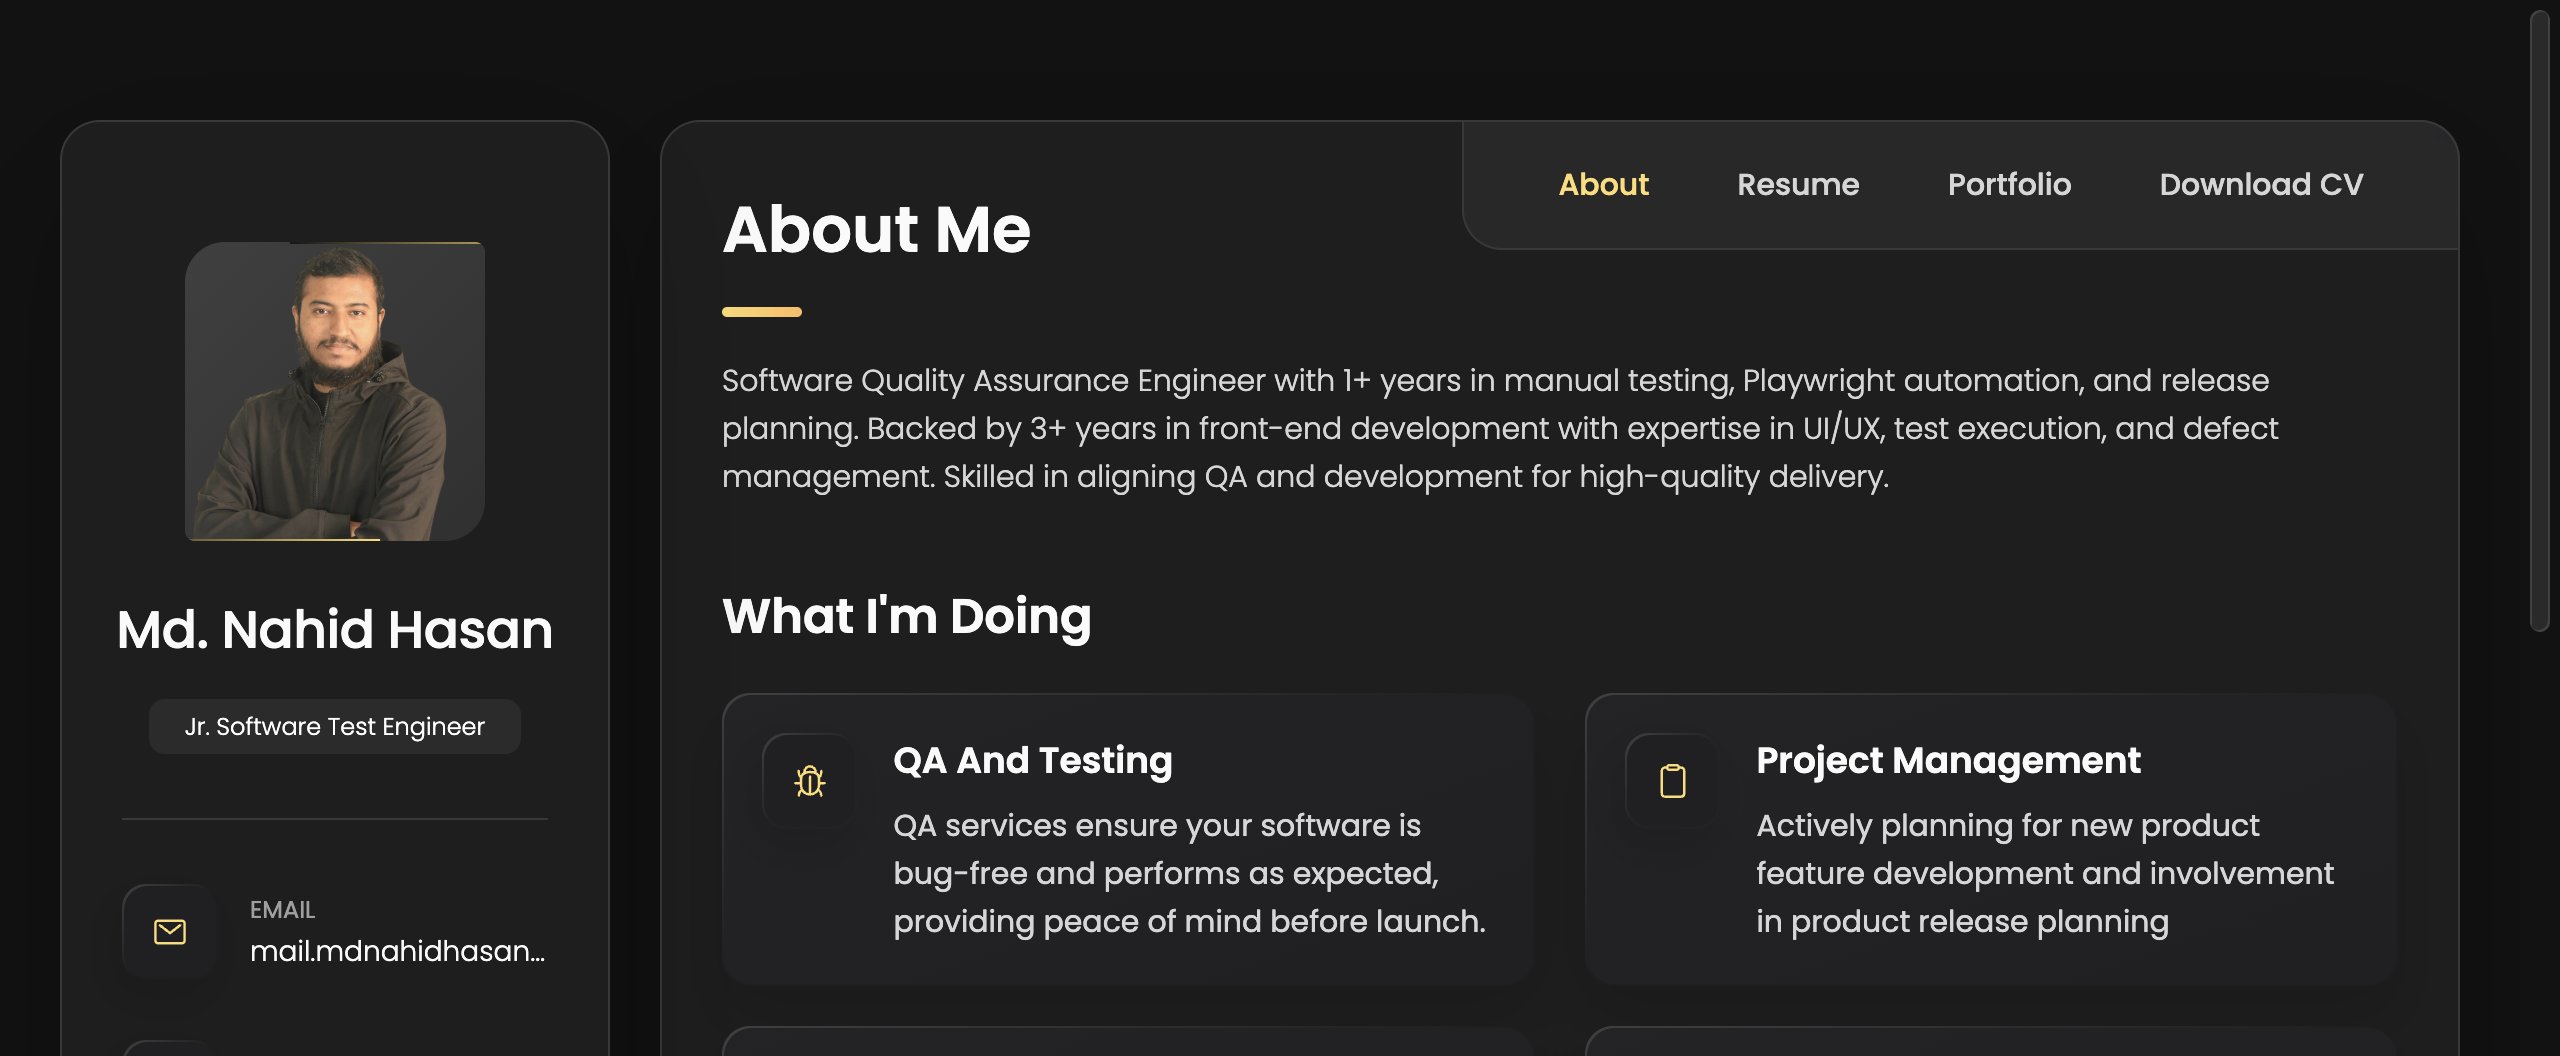 Md. Nahid Hasan
Jr. Software Test Engineer
EMAIL
mail.mdnahidhasan...
About
Resume
Portfolio
Download CV
About Me
Software Quality Assurance Engineer with 1+ years in manual testing, Playwright automation, and release
planning. Backed by 3+ years in front-end development with expertise in UI/UX, test execution, and defect
management. Skilled in aligning QA and development for high-quality delivery.
What I'm Doing
QA And Testing
QA services ensure your software is
bug-free and performs as expected,
providing peace of mind before launch.
Project Management
Actively planning for new product
feature development and involvement
in product release planning